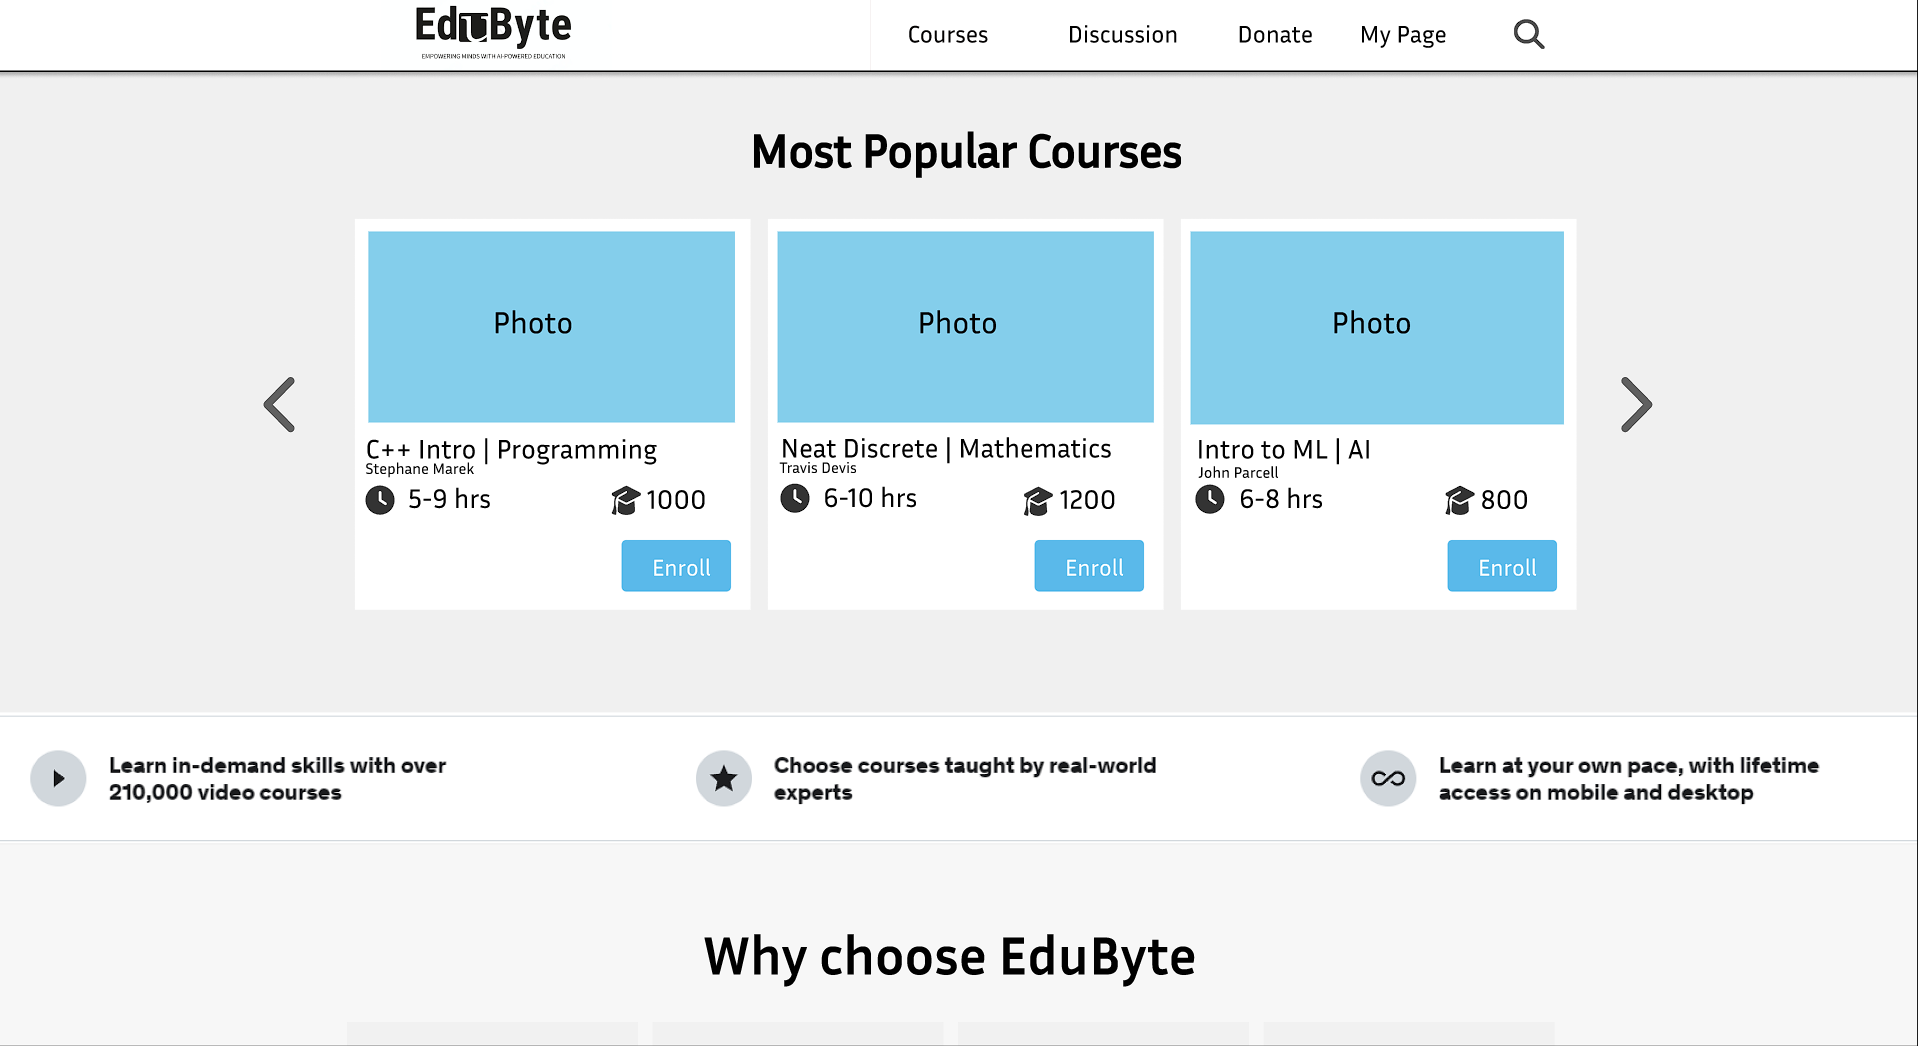 EduByte
EMPOWERING MINDS WITH AI-POWERED EDUCATION
Courses
Discussion
Donate
My Page
Most Popular Courses
Photo
C++ Intro | Programming
Stephane Marek
5-9 hrs
1000
Enroll
Photo
Neat Discrete | Mathematics
Travis Devis
6-10 hrs
1200
Enroll
Photo
Intro to ML | AI
John Parcell
6-8 hrs
800
Enroll
Learn in-demand skills with over
210,000 video courses
Choose courses taught by real-world
experts
Learn at your own pace, with lifetime
access on mobile and desktop
Why choose EduByte